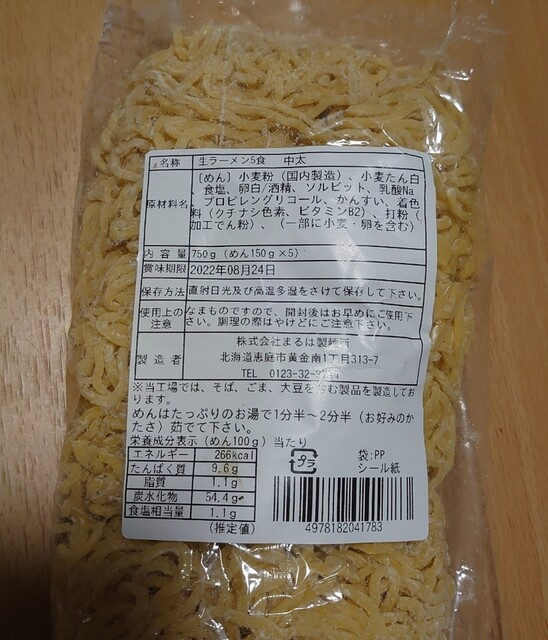 名称 生ラーメン5食 中太
原材料名
〔めん〕小麦粉（国内製造）、小麦たん白
、食塩、卵白/酒精、ソルビット、乳酸Na
、プロピレングリコール、かんすい、着色
料（クチナシ色素、ビタミンB2）、打粉（
加工でん粉）、（一部に小麦・卵を含む）
内容量 750g（めん150g×5）
賞味期限 2022年08月24日
保存方法 直射日光及び高温多湿をさけて保存して下さい。
使用上の注意 なまものですので、開封後はお早めにご使用下
さい。調理の際はやけどにご注意下さい。
製造者
株式会社まるは製麺所
北海道恵庭市黄金南1丁目313-7
TEL 0123-32-
※当工場では、そば、ごま、大豆を含む製品を製造してお
ります。
めんはたっぷりのお湯で1分半～2分半（お好みのか
たさ）茹でて下さい。
栄養成分表示（めん100g）当たり
エネルギー 266kcal
たんぱく質 9.6g
脂質 1.1g
炭水化物 54.4g
食塩相当量 1.1g
（推定値）
プラ
袋:PP
シール紙
4978182041783